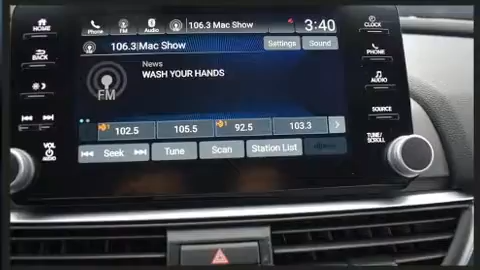 HOME
Phone FM Audio 106.3 Mac Show 3:40
CLOCK
106.3|Mac Show Settings Sound
BACK
PHONE
News
WASH YOUR HANDS
FM
AUDIO
SOURCE
102.5 105.5 92.5 103.3
VOL
AUDIO
Seek Tune Scan Station List
TUNE/
SCROLL